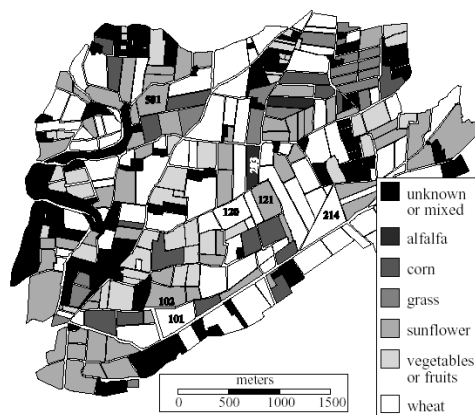 501
273
120
121
214
102
101
unknown
or mixed
alfalfa
corn
grass
sunflower
vegetables
or fruits
wheat
meters
0 500 1000 1500